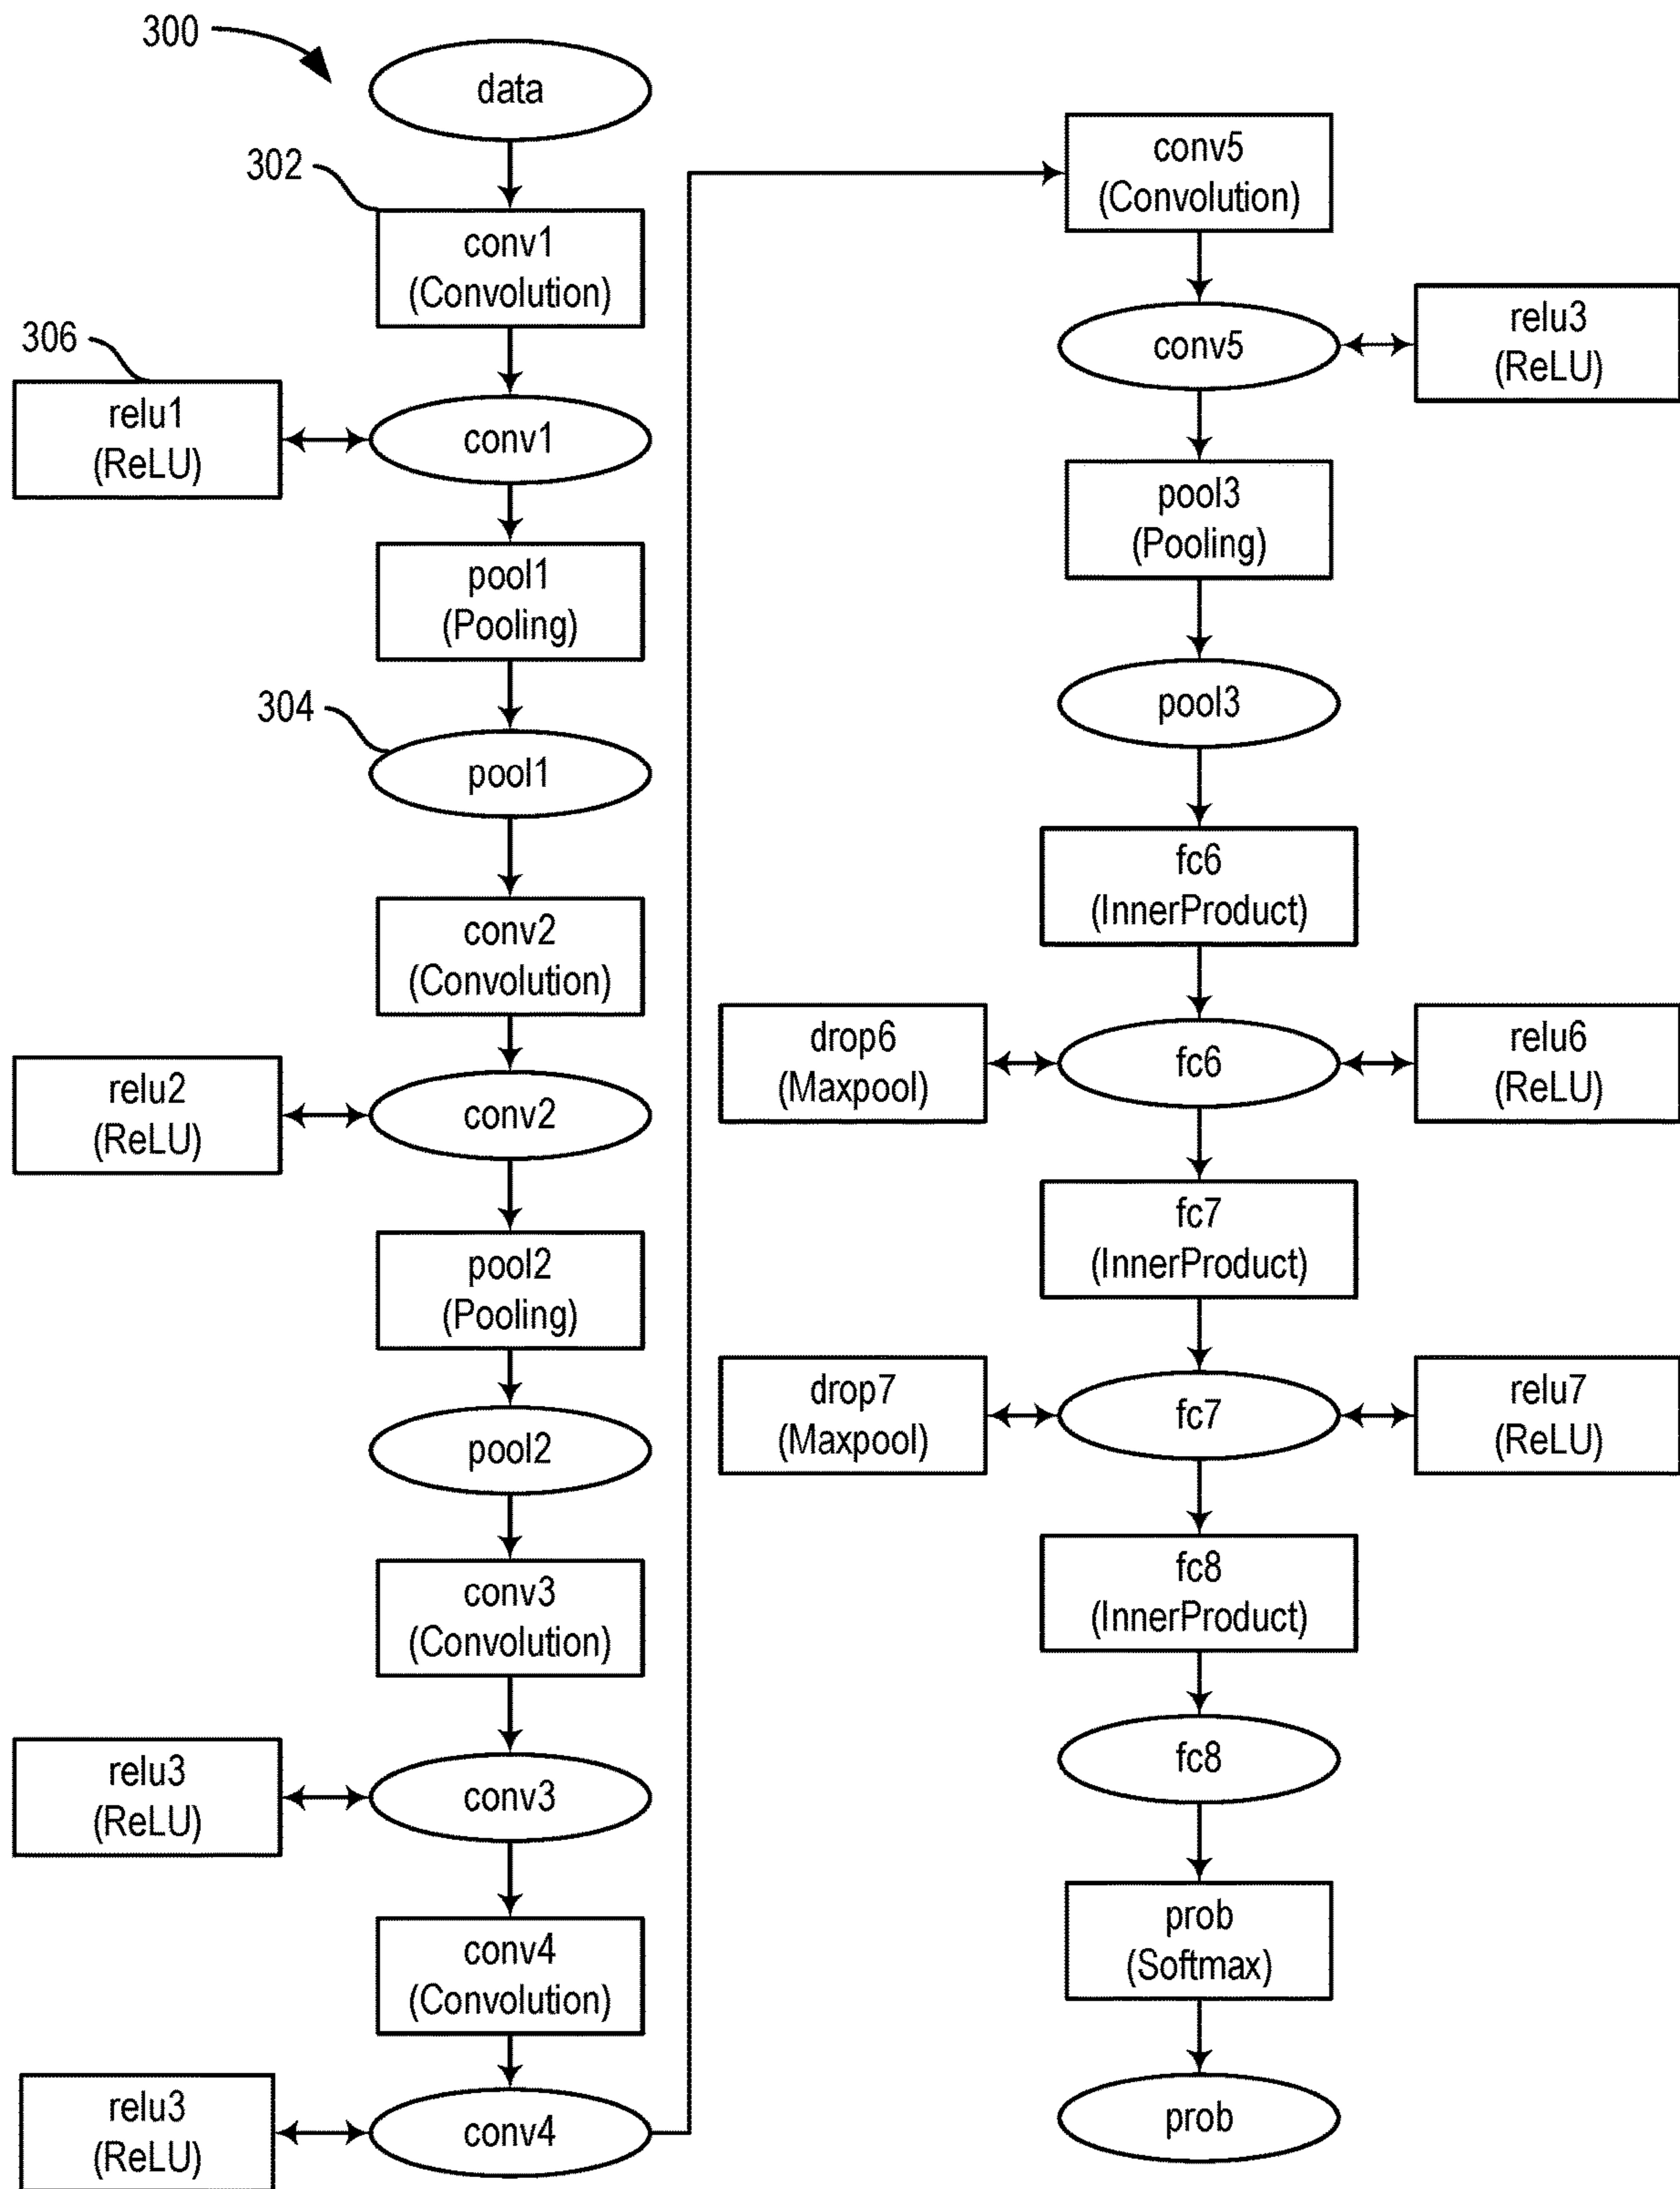 300
data
302
conv1
(Convolution)
306
relu1
(ReLU)
conv1
pool1
(Pooling)
304
pool1
conv2
(Convolution)
relu2
(ReLU)
conv2
pool2
(Pooling)
pool2
conv3
(Convolution)
relu3
(ReLU)
conv3
conv4
(Convolution)
relu3
(ReLU)
conv4
conv5
(Convolution)
conv5
relu3
(ReLU)
pool3
(Pooling)
pool3
fc6
(InnerProduct)
drop6
(Maxpool)
fc6
relu6
(ReLU)
fc7
(InnerProduct)
drop7
(Maxpool)
fc7
relu7
(ReLU)
fc8
(InnerProduct)
fc8
prob
(Softmax)
prob